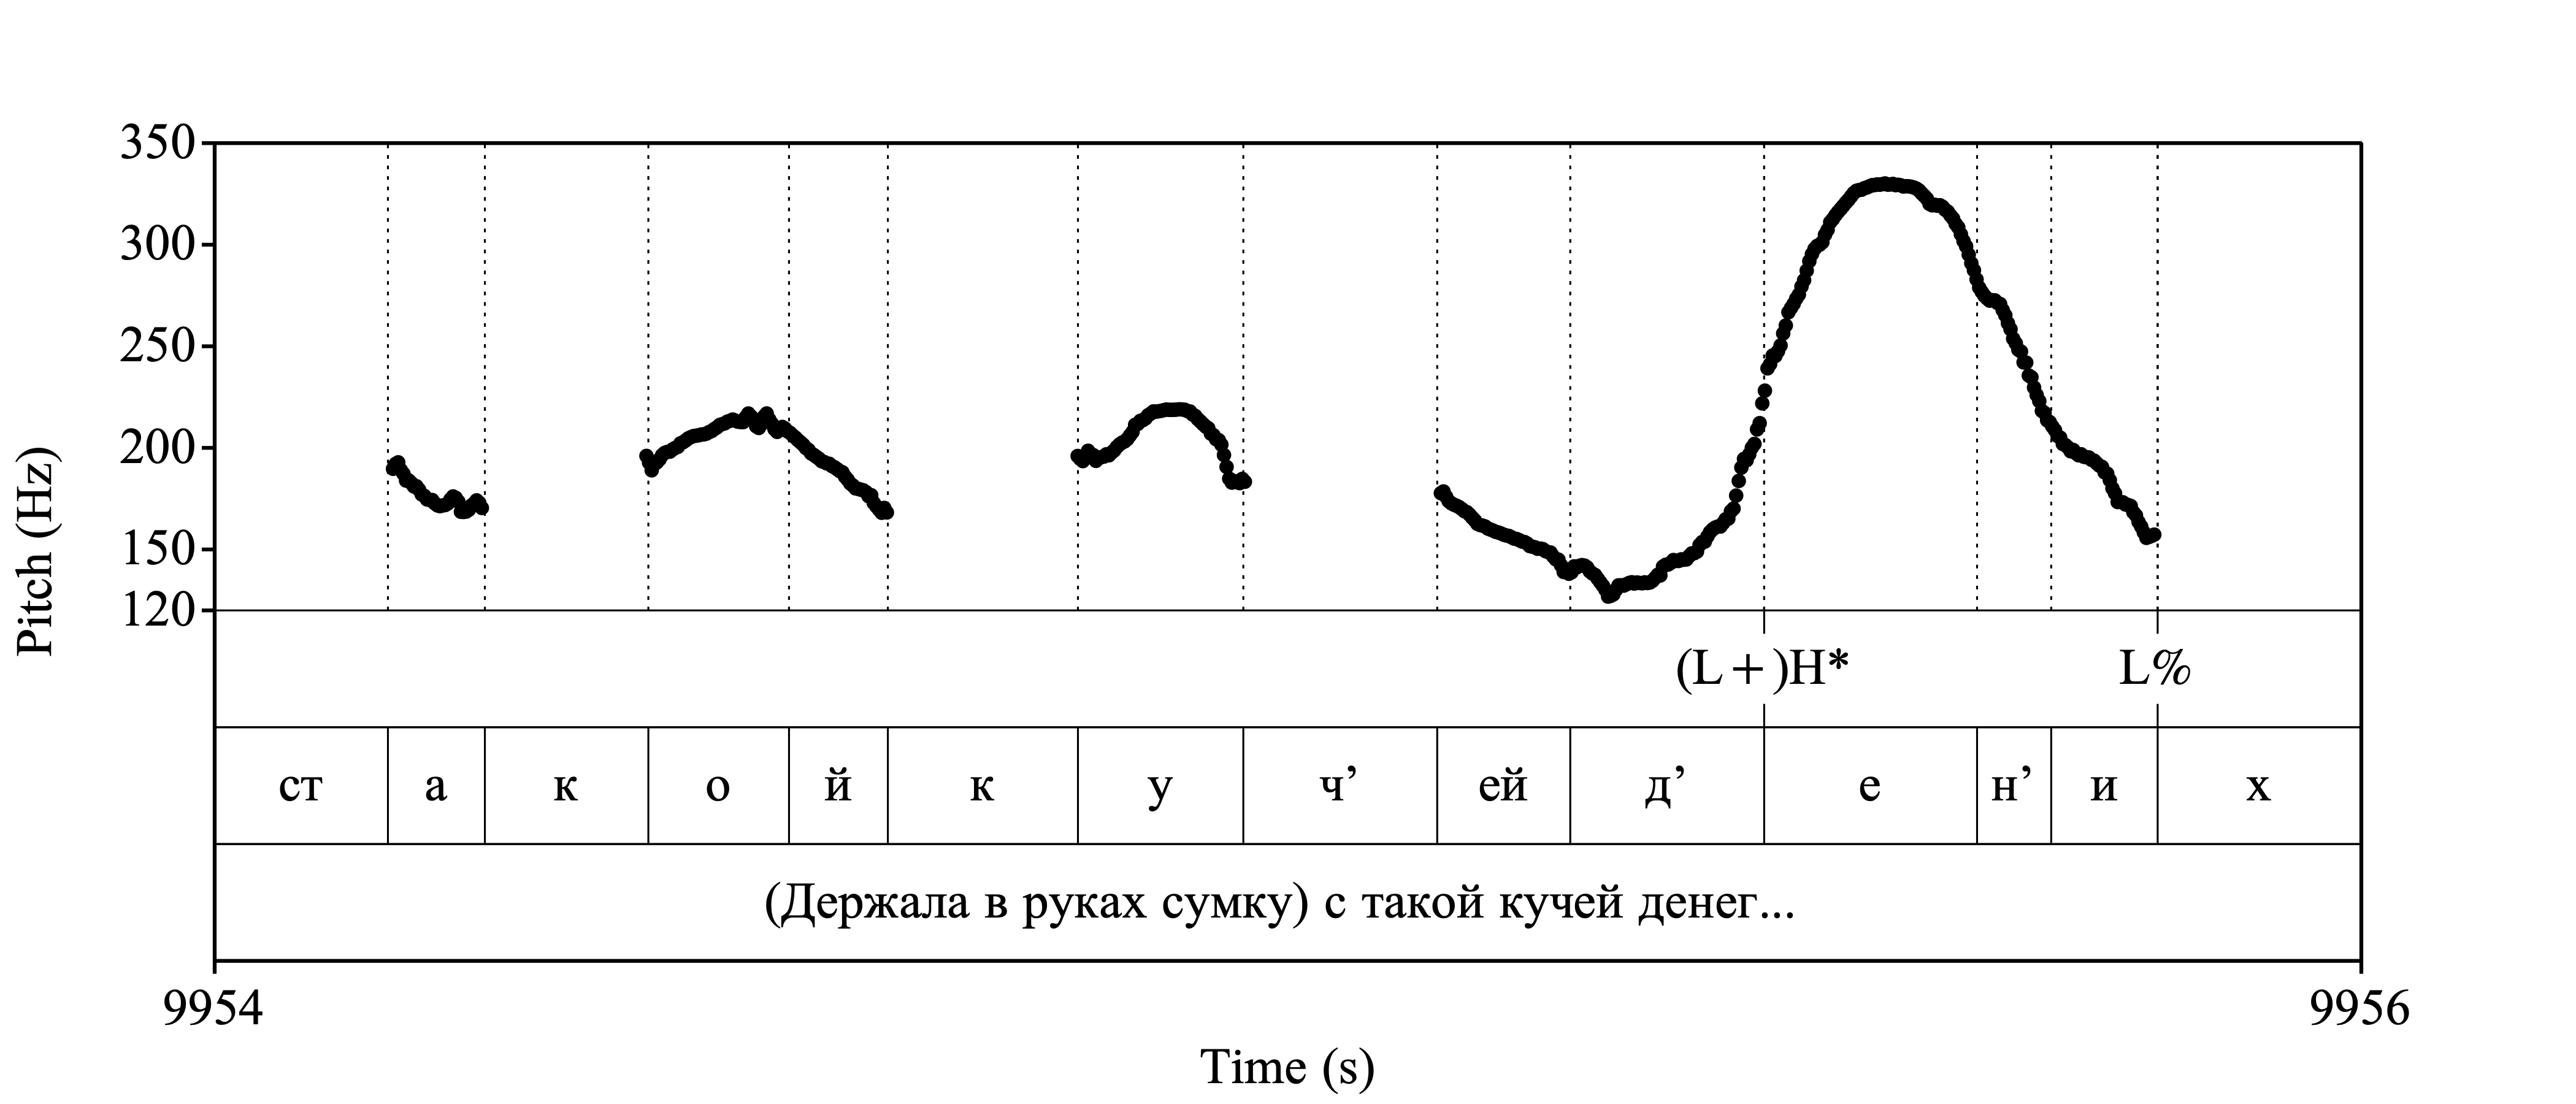 350
300
250
200
150
120
Pitch (Hz)
(L+)H* L%
ст а к о й к у ч’ ей д’ е н’ и х
(Держала в руках сумку) с такой кучей денег...
9954 9956
Time (s)